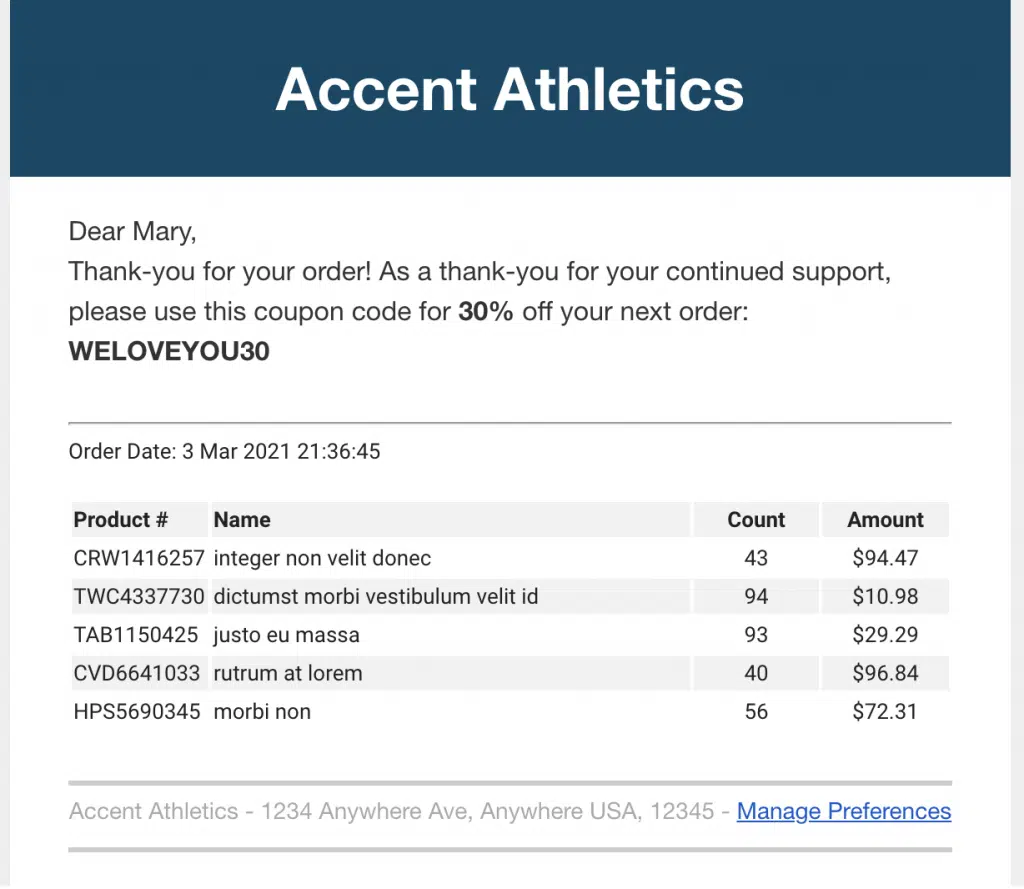 Accent Athletics
Dear Mary,
Thank-you for your order! As a thank-you for your continued support,
please use this coupon code for 30% off your next order:
WELOVEYOU30
Order Date: 3 Mar 2021 21:36:45
Product # Name Count Amount
CRW1416257 integer non velit donec 43 $94.47
TWC4337730 dictumst morbi vestibulum velit id 94 $10.98
TAB1150425 justo eu massa 93 $29.29
CVD6641033 rutrum at lorem 40 $96.84
HPS5690345 morbi non 56 $72.31
Accent Athletics - 1234 Anywhere Ave, Anywhere USA, 12345 - Manage Preferences